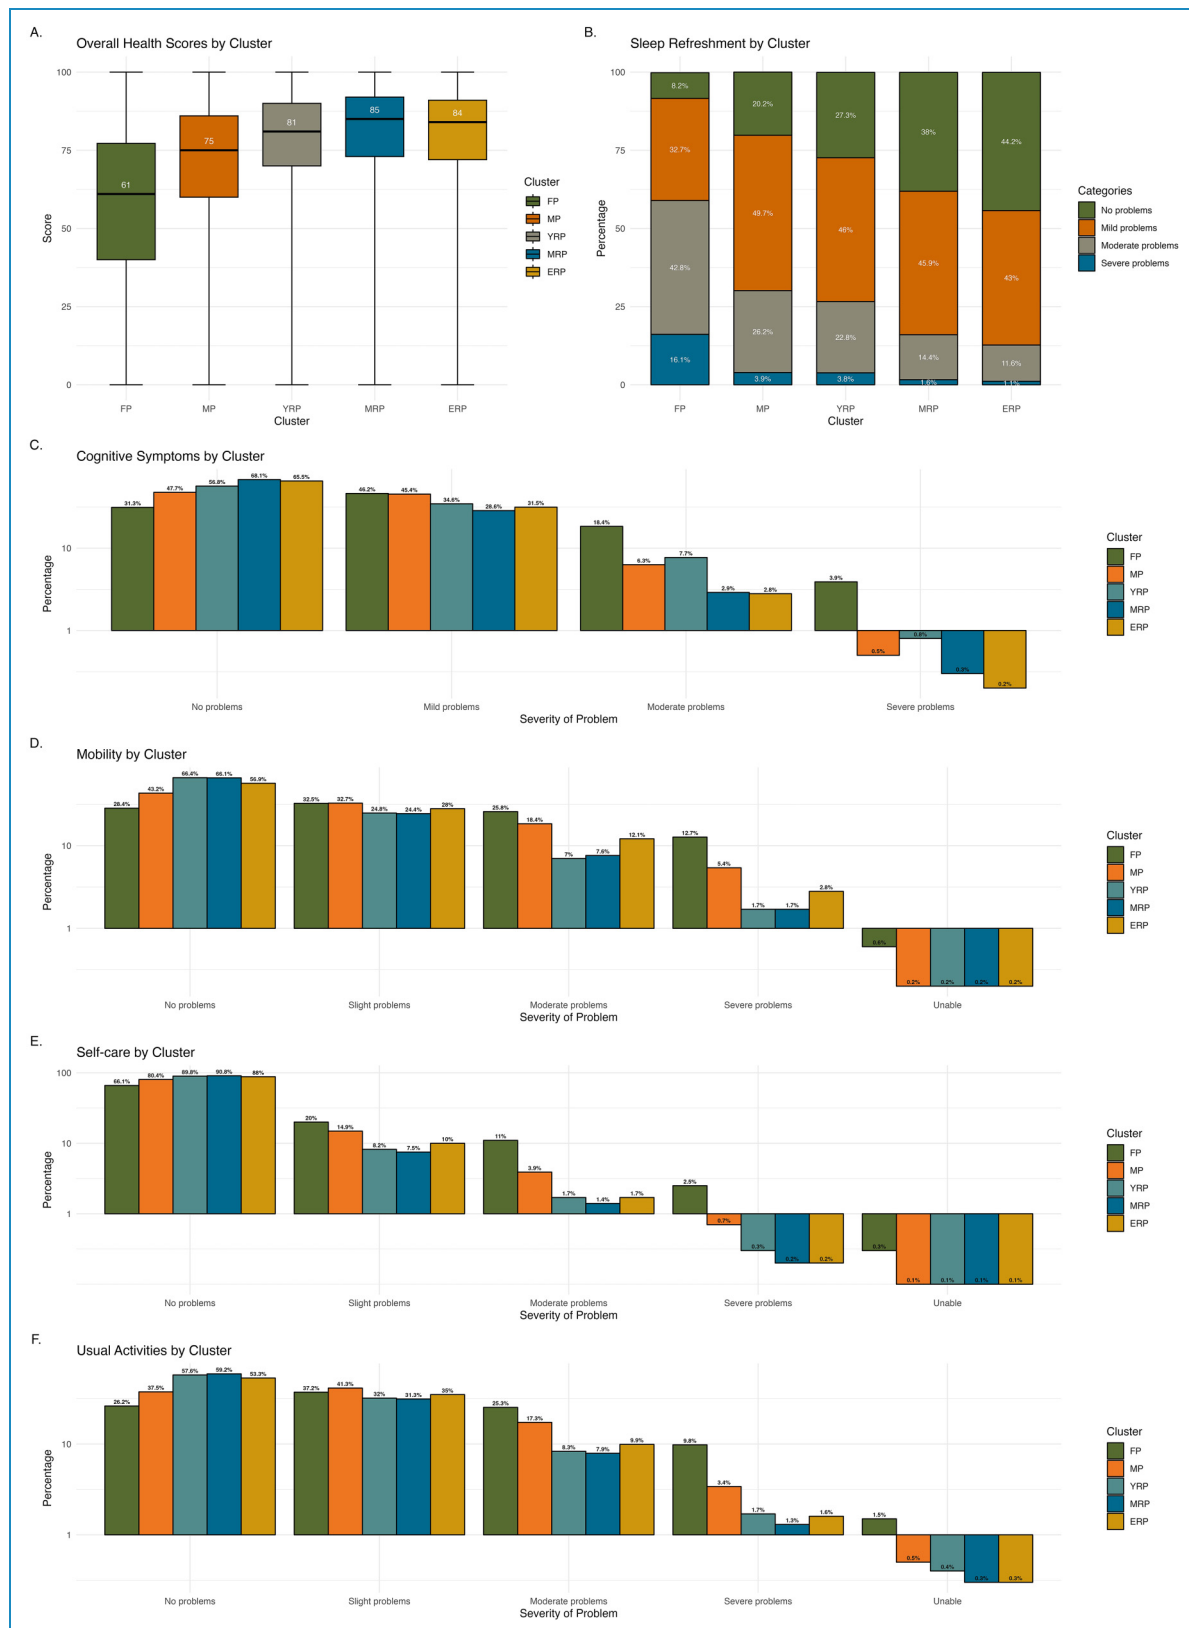 A.
Overall Health Scores by Cluster
100
75
50
25
0
Score
61
75
81
85
84
FP
MP
YRP
MRP
ERP
Cluster
Cluster
FP
MP
YRP
MRP
ERP
B.
Sleep Refreshment by Cluster
100
75
50
25
0
Percentage
8.2%
20.2%
27.3%
38%
44.2%
32.7%
49.7%
46%
45.9%
43%
42.8%
26.2%
22.8%
14.4%
11.6%
16.1%
3.9%
3.8%
1.6%
1.1%
FP
MP
YRP
MRP
ERP
Cluster
Categories
No problems
Mild problems
Moderate problems
Severe problems
C.
Cognitive Symptoms by Cluster
10
1
Percentage
31.3%
47.7%
56.8%
68.1%
65.5%
46.2%
45.4%
34.6%
28.6%
31.5%
18.4%
6.3%
7.7%
2.9%
2.8%
3.9%
0.5%
0.8%
0.3%
0.2%
No problems
Mild problems
Moderate problems
Severe problems
Severity of Problem
Cluster
FP
MP
YRP
MRP
ERP
D.
Mobility by Cluster
10
1
Percentage
28.4%
43.2%
66.4%
66.1%
56.9%
32.5%
32.7%
24.8%
24.4%
28%
25.8%
18.4%
7%
7.6%
12.1%
12.7%
5.4%
1.7%
1.7%
2.8%
0.6%
0.2%
0.2%
0.2%
0.2%
No problems
Slight problems
Moderate problems
Severe problems
Unable
Severity of Problem
Cluster
FP
MP
YRP
MRP
ERP
E.
Self-care by Cluster
100
10
1
Percentage
66.1%
80.4%
89.8%
90.8%
88%
20%
14.9%
8.2%
7.5%
10%
11%
3.9%
1.7%
1.4%
1.7%
2.5%
0.7%
0.3%
0.2%
0.2%
0.3%
0.1%
0.1%
0.1%
0.1%
No problems
Slight problems
Moderate problems
Severe problems
Unable
Severity of Problem
Cluster
FP
MP
YRP
MRP
ERP
F.
Usual Activities by Cluster
10
1
Percentage
26.2%
37.5%
57.6%
59.2%
53.3%
37.2%
41.3%
32%
31.3%
35%
25.3%
17.3%
8.3%
7.9%
9.9%
9.8%
3.4%
1.7%
1.3%
1.6%
1.5%
0.5%
0.4%
0.3%
0.3%
No problems
Slight problems
Moderate problems
Severe problems
Unable
Severity of Problem
Cluster
FP
MP
YRP
MRP
ERP